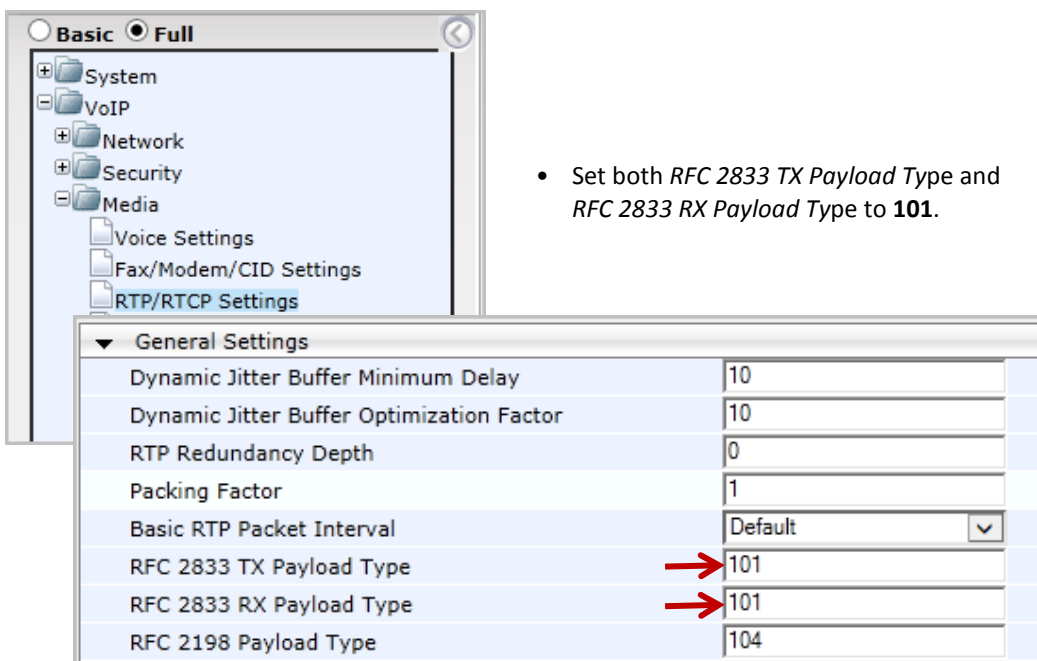 Basic Full
System
VoIP
Network
Security
Media
Voice Settings
Fax/Modem/CID Settings
RTP/RTCP Settings
• Set both RFC 2833 TX Payload Type and
RFC 2833 RX Payload Type to 101.
General Settings
Dynamic Jitter Buffer Minimum Delay 10
Dynamic Jitter Buffer Optimization Factor 10
RTP Redundancy Depth 0
Packing Factor 1
Basic RTP Packet Interval Default
RFC 2833 TX Payload Type 101
RFC 2833 RX Payload Type 101
RFC 2198 Payload Type 104